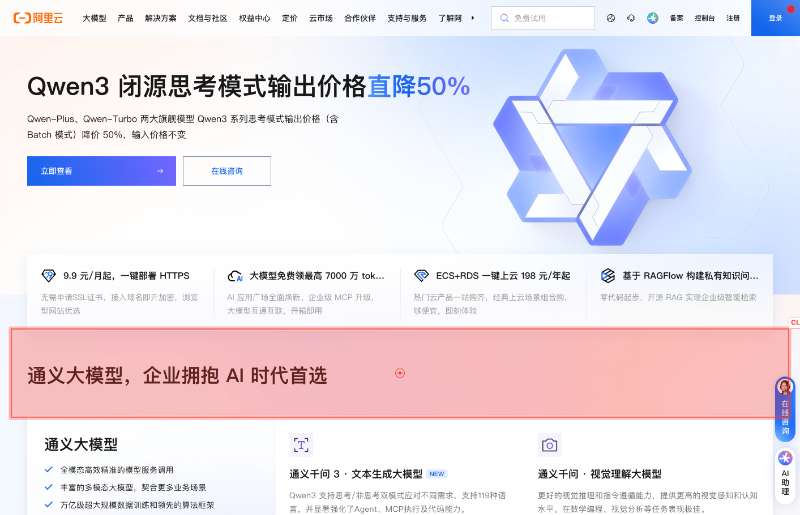 阿里云
大模型 产品 解决方案 文档与社区 权益中心 定价 云市场 合作伙伴 支持与服务 了解阿
免费试用
备案 控制台 注册 登录
Qwen3 闭源思考模式输出价格直降50%
Qwen-Plus、Qwen-Turbo 两大旗舰模型 Qwen3 系列思考模式输出价格（含
Batch 模式）降价 50%，输入价格不变
立即查看 →
在线咨询
9.9 元/月起，一键部署 HTTPS
无需申请SSL证书，接入域名即开加密，浏览
型网站优选
大模型免费领最高 7000 万 tok...
AI 应用广场全面焕新，企业级 MCP 升级，
大模型互通互联，开箱即用
ECS+RDS 一键上云 198 元/年起
热门云产品一站购齐，经典上云场景组合购，
够便宜，即刻体验
基于 RAGFlow 构建私有知识问...
零代码起步，开源 RAG 实现企业级智能检索
CL
通义大模型，企业拥抱 AI 时代首选
在线咨询
AI
助理
通义大模型
全模态高效精准的模型服务调用
丰富的多模态大模型，契合更多业务场景
万亿级超大规模数据训练和领先的算法框架
通义千问 3 · 文本生成大模型 NEW
Qwen3 支持思考/非思考双模式应对不同需求、支持119种语
言，并显著强化了Agent、MCP执行及代码能力。
通义千问 · 视觉理解大模型
更好的视觉推理和指令遵循能力，提供更高的视觉感知和认知
水平，在数学编程、视觉分析等任务表现极佳。